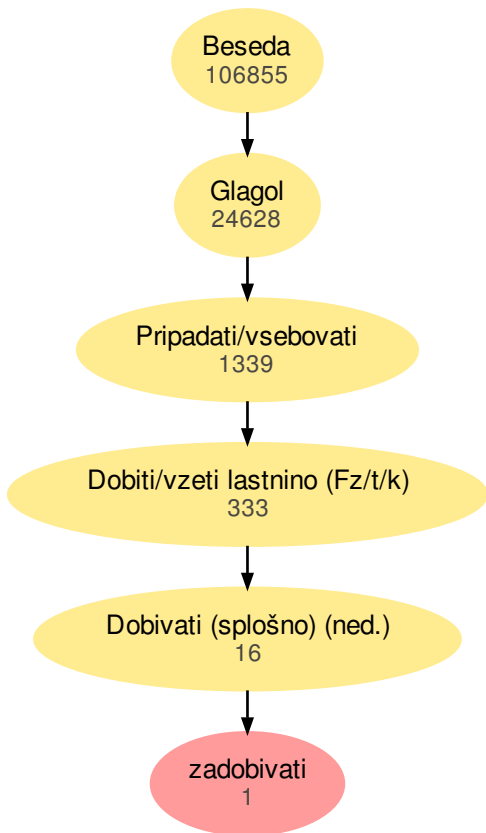 Beseda
106855
Glagol
24628
Pripadati/vsebovati
1339
Dobiti/vzeti lastnino (Fz/t/k)
333
Dobivati (splošno) (ned.)
16
zadobivati
1